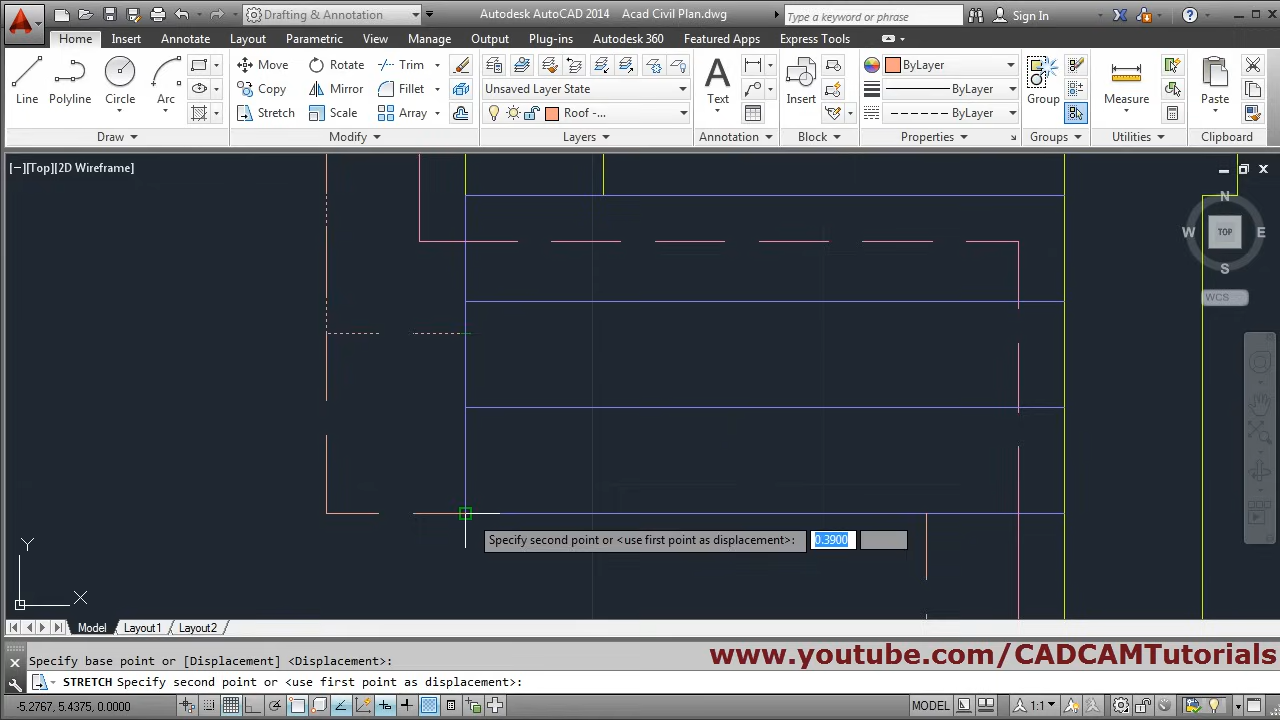 Drafting & Annotation
Autodesk AutoCAD 2014 Acad Civil Plan.dwg
Type a keyword or phrase
Sign In
Home Insert Annotate Layout Parametric View Manage Output Plug-ins Autodesk 360 Featured Apps Express Tools
Line
Polyline
Circle
Arc
Draw
Move
Rotate
Trim
Copy
Mirror
Fillet
Stretch
Scale
Array
Modify
Unsaved Layer State
Roof -...
Layers
Text
Annotation
Insert
Block
ByLayer
ByLayer
ByLayer
Properties
Group
Groups
Measure
Utilities
Paste
Clipboard
[−][Top][2D Wireframe]
N
W TOP E
S
WCS
Specify second point or <use first point as displacement>: 0.3900
Y
X
Model Layout1 Layout2
Specify base point or [Displacement] <Displacement>:
www.youtube.com/CADCAMTutorials
STRETCH Specify second point or <use first point as displacement>:
-5.2767, 5.4375, 0.0000
MODEL
1:1